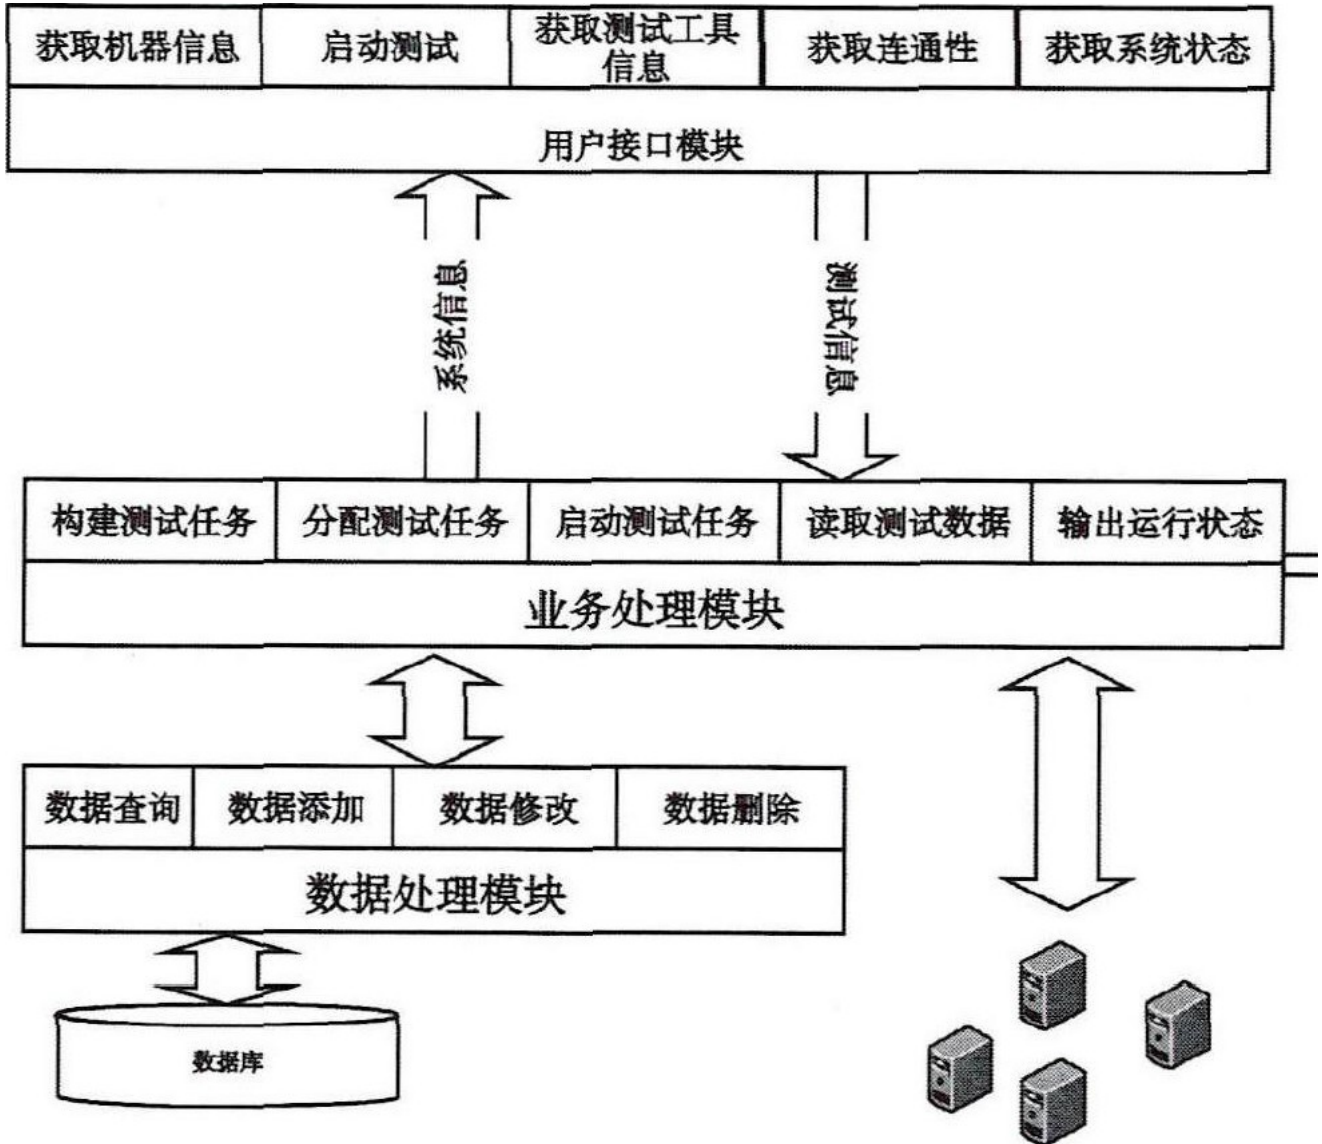 获取机器信息
启动测试
获取测试工具
信息
获取连通性
获取系统状态
用户接口模块
系统信息
测试信息
构建测试任务
分配测试任务
启动测试任务
读取测试数据
输出运行状态
业务处理模块
数据查询
数据添加
数据修改
数据删除
数据处理模块
数据库